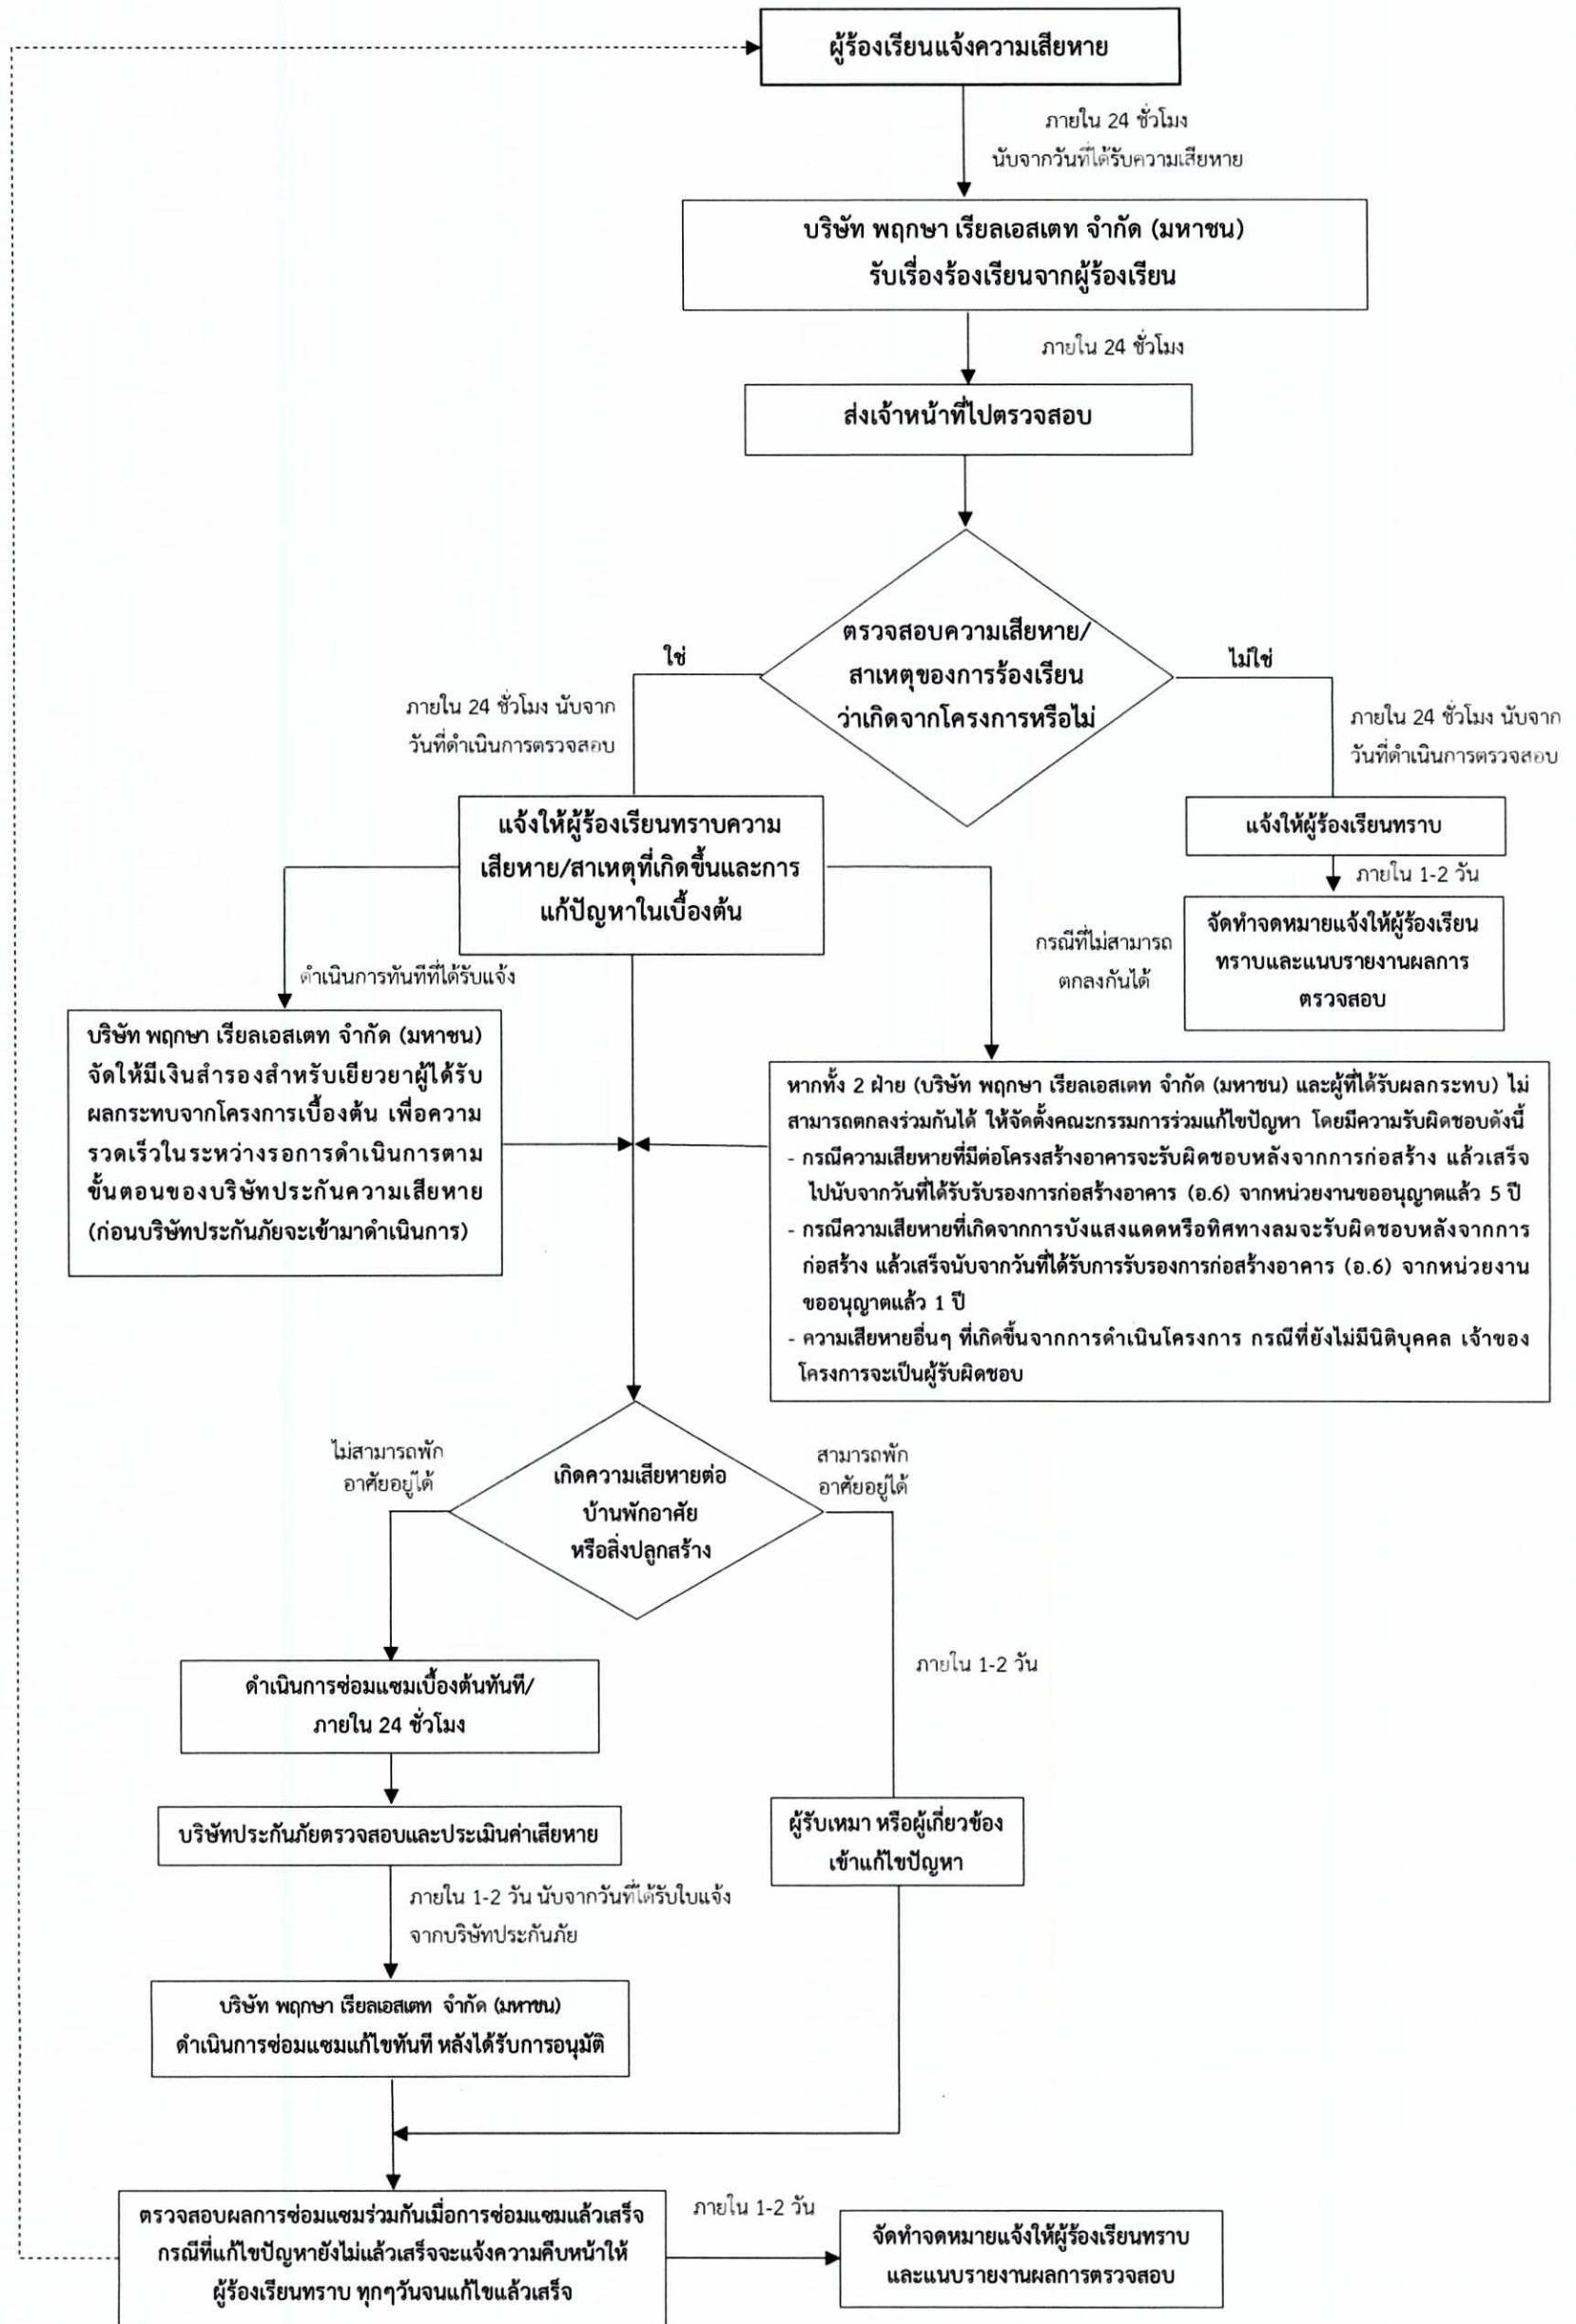 ผู้ร้องเรียนแจ้งความเสียหาย
ภายใน 24 ชั่วโมง
นับจากวันที่ได้รับความเสียหาย
บริษัท พฤกษา เรียลเอสเตท จำกัด (มหาชน)
รับเรื่องร้องเรียนจากผู้ร้องเรียน
ภายใน 24 ชั่วโมง
ส่งเจ้าหน้าที่ไปตรวจสอบ
ตรวจสอบความเสียหาย/
สาเหตุของการร้องเรียน
ว่าเกิดจากโครงการหรือไม่
ใช่
ไม่ใช่
ภายใน 24 ชั่วโมง นับจาก
วันที่ดำเนินการตรวจสอบ
ภายใน 24 ชั่วโมง นับจาก
วันที่ดำเนินการตรวจสอบ
แจ้งให้ผู้ร้องเรียนทราบความ
เสียหาย/สาเหตุที่เกิดขึ้นและการ
แก้ปัญหาในเบื้องต้น
แจ้งให้ผู้ร้องเรียนทราบ
ภายใน 1-2 วัน
จัดทำจดหมายแจ้งให้ผู้ร้องเรียน
ทราบและแนบรายงานผลการ
ตรวจสอบ
กรณีที่ไม่สามารถ
ตกลงกันได้
ดำเนินการทันทีที่ได้รับแจ้ง
บริษัท พฤกษา เรียลเอสเตท จำกัด (มหาชน)
จัดให้มีเงินสำรองสำหรับเยียวยาผู้ได้รับ
ผลกระทบจากโครงการเบื้องต้น เพื่อความ
รวดเร็วในระหว่างรอการดำเนินการตาม
ขั้นตอนของบริษัทประกันความเสียหาย
(ก่อนบริษัทประกันภัยจะเข้ามาดำเนินการ)
หากทั้ง 2 ฝ่าย (บริษัท พฤกษา เรียลเอสเตท จำกัด (มหาชน) และผู้ที่ได้รับผลกระทบ) ไม่
สามารถตกลงร่วมกันได้ ให้จัดตั้งคณะกรรมการร่วมแก้ไขปัญหา โดยมีความรับผิดชอบดังนี้
- กรณีความเสียหายที่มีต่อโครงสร้างอาคารจะรับผิดชอบหลังจากการก่อสร้าง แล้วเสร็จ
ไปนับจากวันที่ได้รับรับรองการก่อสร้างอาคาร (อ.6) จากหน่วยงานขออนุญาตแล้ว 5 ปี
- กรณีความเสียหายที่เกิดจากการบังแสงแดดหรือทิศทางลมจะรับผิดชอบหลังจากการ
ก่อสร้าง แล้วเสร็จนับจากวันที่ได้รับการรับรองการก่อสร้างอาคาร (อ.6) จากหน่วยงาน
ขออนุญาตแล้ว 1 ปี
- ความเสียหายอื่นๆ ที่เกิดขึ้นจากการดำเนินโครงการ กรณีที่ยังไม่มีนิติบุคคล เจ้าของ
โครงการจะเป็นผู้รับผิดชอบ
ไม่สามารถพัก
อาศัยอยู่ได้
สามารถพัก
อาศัยอยู่ได้
เกิดความเสียหายต่อ
บ้านพักอาศัย
หรือสิ่งปลูกสร้าง
ดำเนินการซ่อมแซมเบื้องต้นทันที/
ภายใน 24 ชั่วโมง
ภายใน 1-2 วัน
บริษัทประกันภัยตรวจสอบและประเมินค่าเสียหาย
ผู้รับเหมา หรือผู้เกี่ยวข้อง
เข้าแก้ไขปัญหา
ภายใน 1-2 วัน นับจากวันที่ได้รับใบแจ้ง
จากบริษัทประกันภัย
บริษัท พฤกษา เรียลเอสเตท จำกัด (มหาชน)
ดำเนินการซ่อมแซมแก้ไขทันที หลังได้รับการอนุมัติ
ตรวจสอบผลการซ่อมแซมร่วมกันเมื่อการซ่อมแซมแล้วเสร็จ
กรณีที่แก้ไขปัญหายังไม่แล้วเสร็จจะแจ้งความคืบหน้าให้
ผู้ร้องเรียนทราบ ทุกๆวันจนแก้ไขแล้วเสร็จ
ภายใน 1-2 วัน
จัดทำจดหมายแจ้งให้ผู้ร้องเรียนทราบ
และแนบรายงานผลการตรวจสอบ